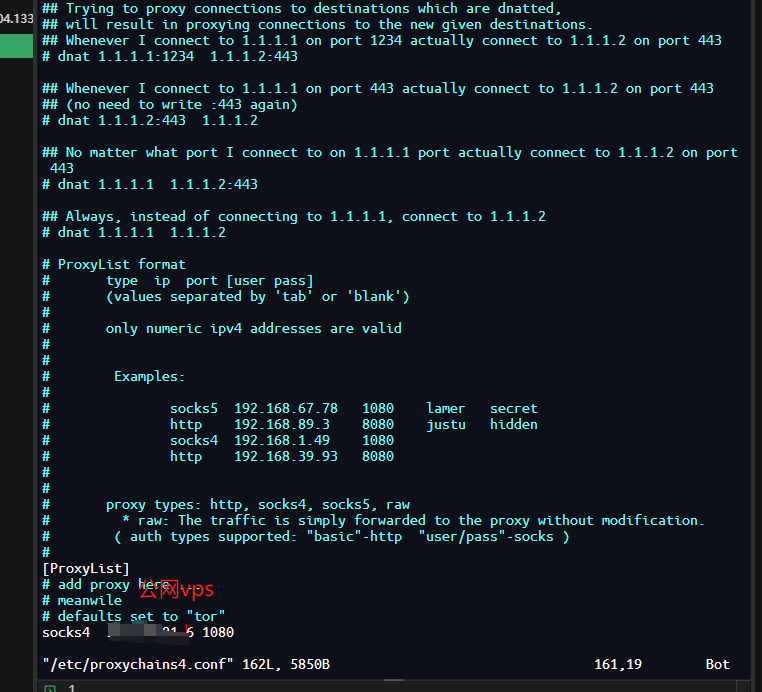 04.133
## Trying to proxy connections to destinations which are dnatted,
## will result in proxying connections to the new given destinations.
## Whenever I connect to 1.1.1.1 on port 1234 actually connect to 1.1.1.2 on port 443
# dnat 1.1.1.1:1234  1.1.1.2:443
## Whenever I connect to 1.1.1.1 on port 443 actually connect to 1.1.1.2 on port 443
## (no need to write :443 again)
# dnat 1.1.1.2:443  1.1.1.2
## No matter what port I connect to on 1.1.1.1 port actually connect to 1.1.1.2 on port
443
# dnat 1.1.1.1  1.1.1.2:443
## Always, instead of connecting to 1.1.1.1, connect to 1.1.1.2
# dnat 1.1.1.1  1.1.1.2
# ProxyList format
#       type  ip  port [user pass]
#       (values separated by 'tab' or 'blank')
#
#       only numeric ipv4 addresses are valid
#
#
#        Examples:
#
#               socks5  192.168.67.78   1080    lamer   secret
#               http    192.168.89.3    8080    justu   hidden
#               socks4  192.168.1.49    1080
#               http    192.168.39.93   8080
#
#
#       proxy types: http, socks4, socks5, raw
#         * raw: The traffic is simply forwarded to the proxy without modification.
#        ( auth types supported: "basic"-http  "user/pass"-socks )
#
[ProxyList]
# add proxy here ...
公网vps
# meanwile
# defaults set to "tor"
socks4 6 1080
"/etc/proxychains4.conf" 162L, 5850B 161,19 Bot
1